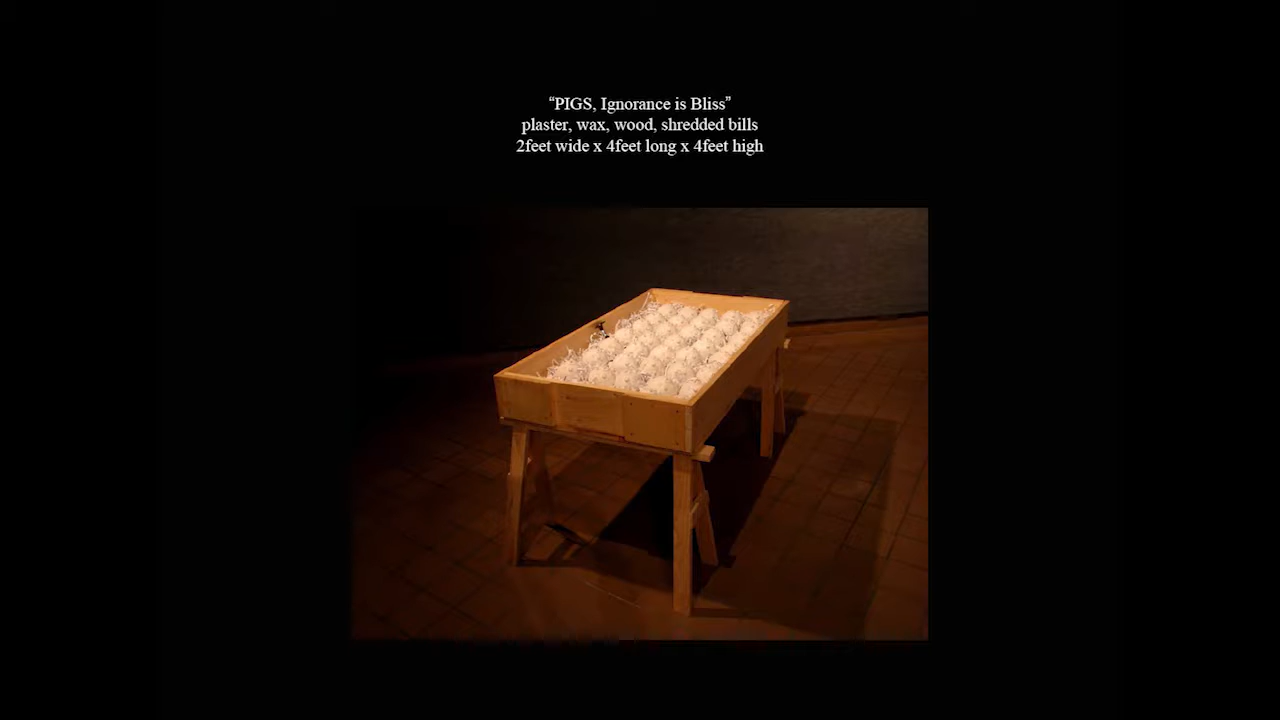 “PIGS, Ignorance is Bliss”
plaster, wax, wood, shredded bills
2feet wide x 4feet long x 4feet high